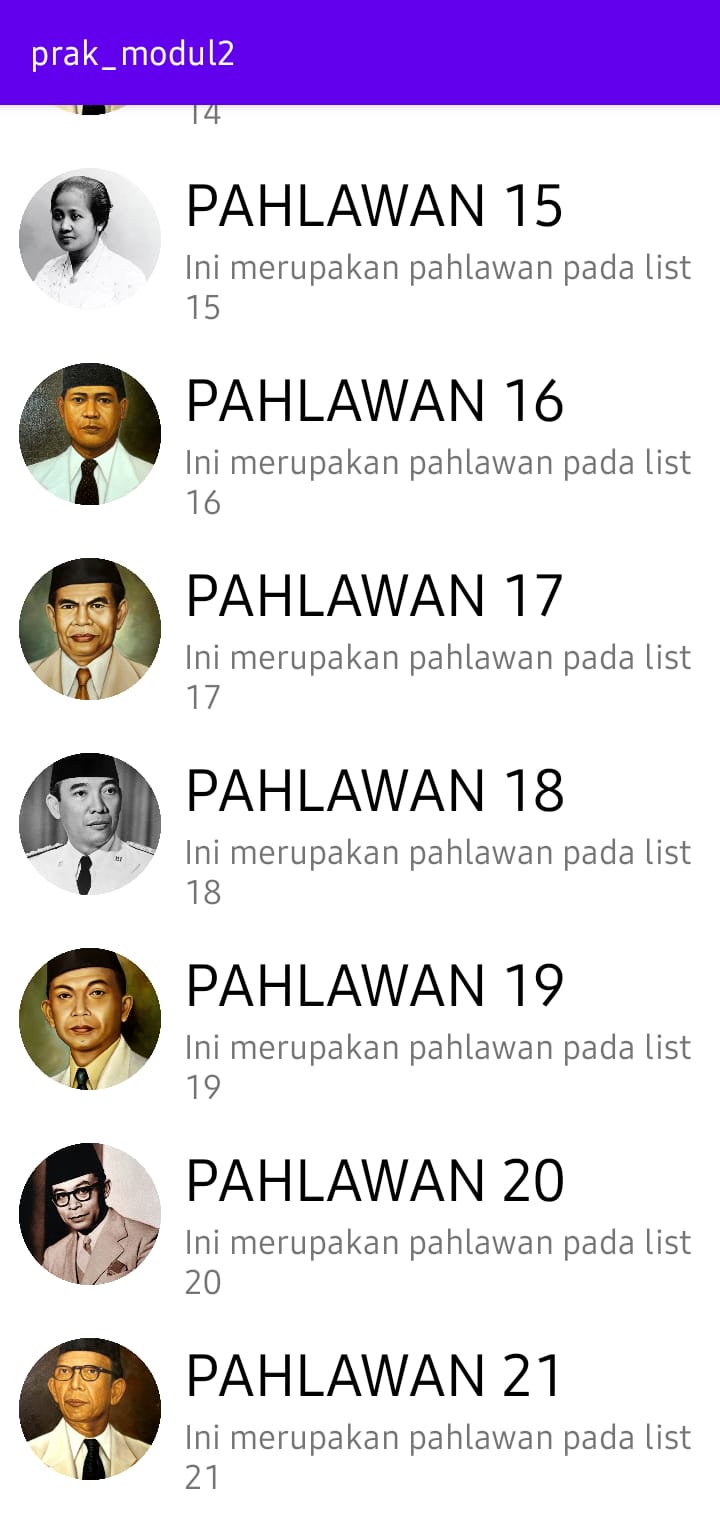 prak_modul2
14
PAHLAWAN 15
Ini merupakan pahlawan pada list
15
PAHLAWAN 16
Ini merupakan pahlawan pada list
16
PAHLAWAN 17
Ini merupakan pahlawan pada list
17
PAHLAWAN 18
Ini merupakan pahlawan pada list
18
PAHLAWAN 19
Ini merupakan pahlawan pada list
19
PAHLAWAN 20
Ini merupakan pahlawan pada list
20
PAHLAWAN 21
Ini merupakan pahlawan pada list
21